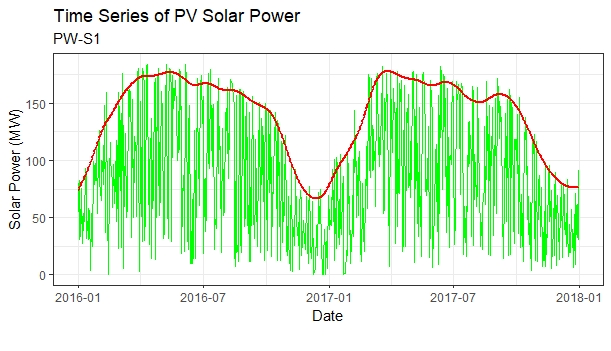 Time Series of PV Solar Power
PW-S1
Solar Power (MW)
150
100
50
0
2016-01 2016-07 2017-01 2017-07 2018-01
Date